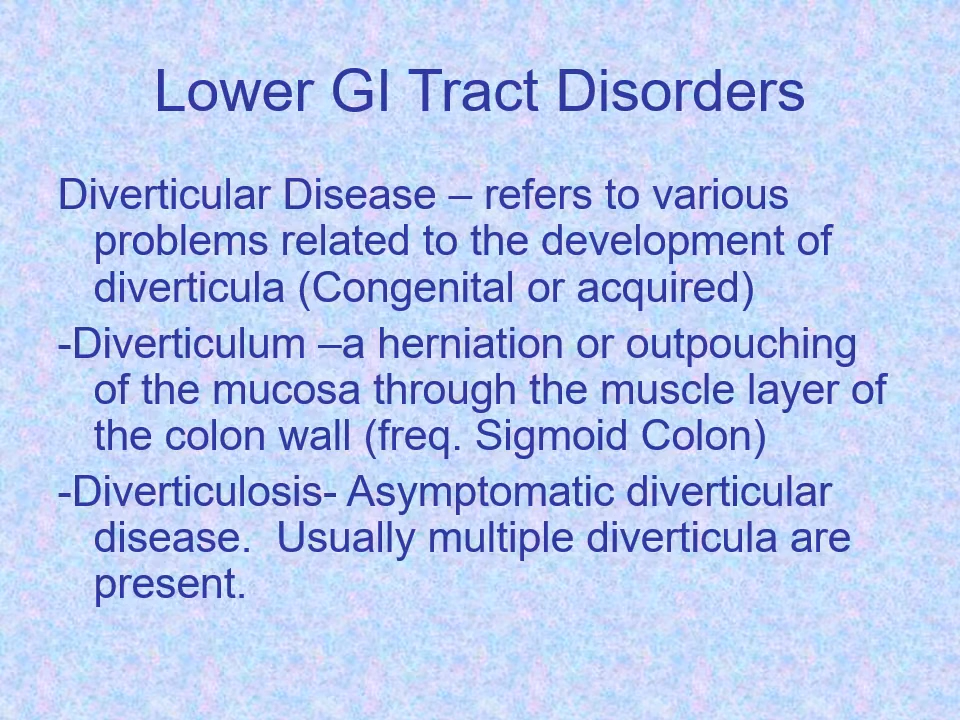 Lower GI Tract Disorders
Diverticular Disease – refers to various
problems related to the development of
diverticula (Congenital or acquired)
-Diverticulum –a herniation or outpouching
of the mucosa through the muscle layer of
the colon wall (freq. Sigmoid Colon)
-Diverticulosis- Asymptomatic diverticular
disease.  Usually multiple diverticula are
present.